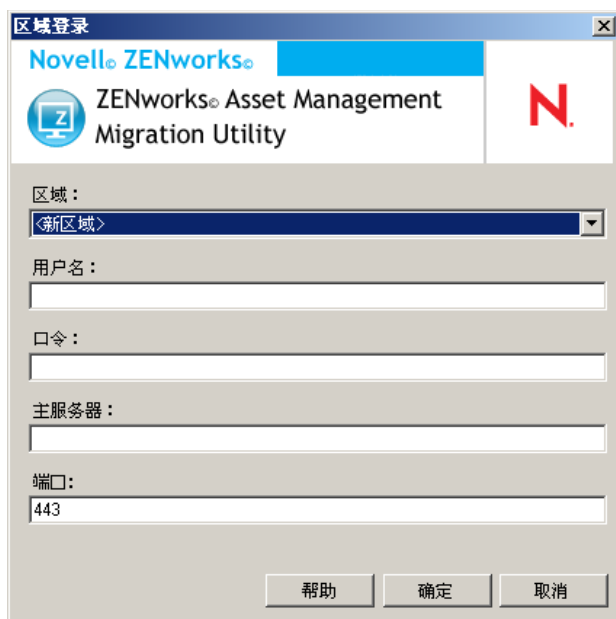 区域登录
Novell® ZENworks®
ZENworks® Asset Management
Migration Utility
N.
区域：
<新区域>
用户名：
口令：
主服务器：
端口：
443
帮助
确定
取消